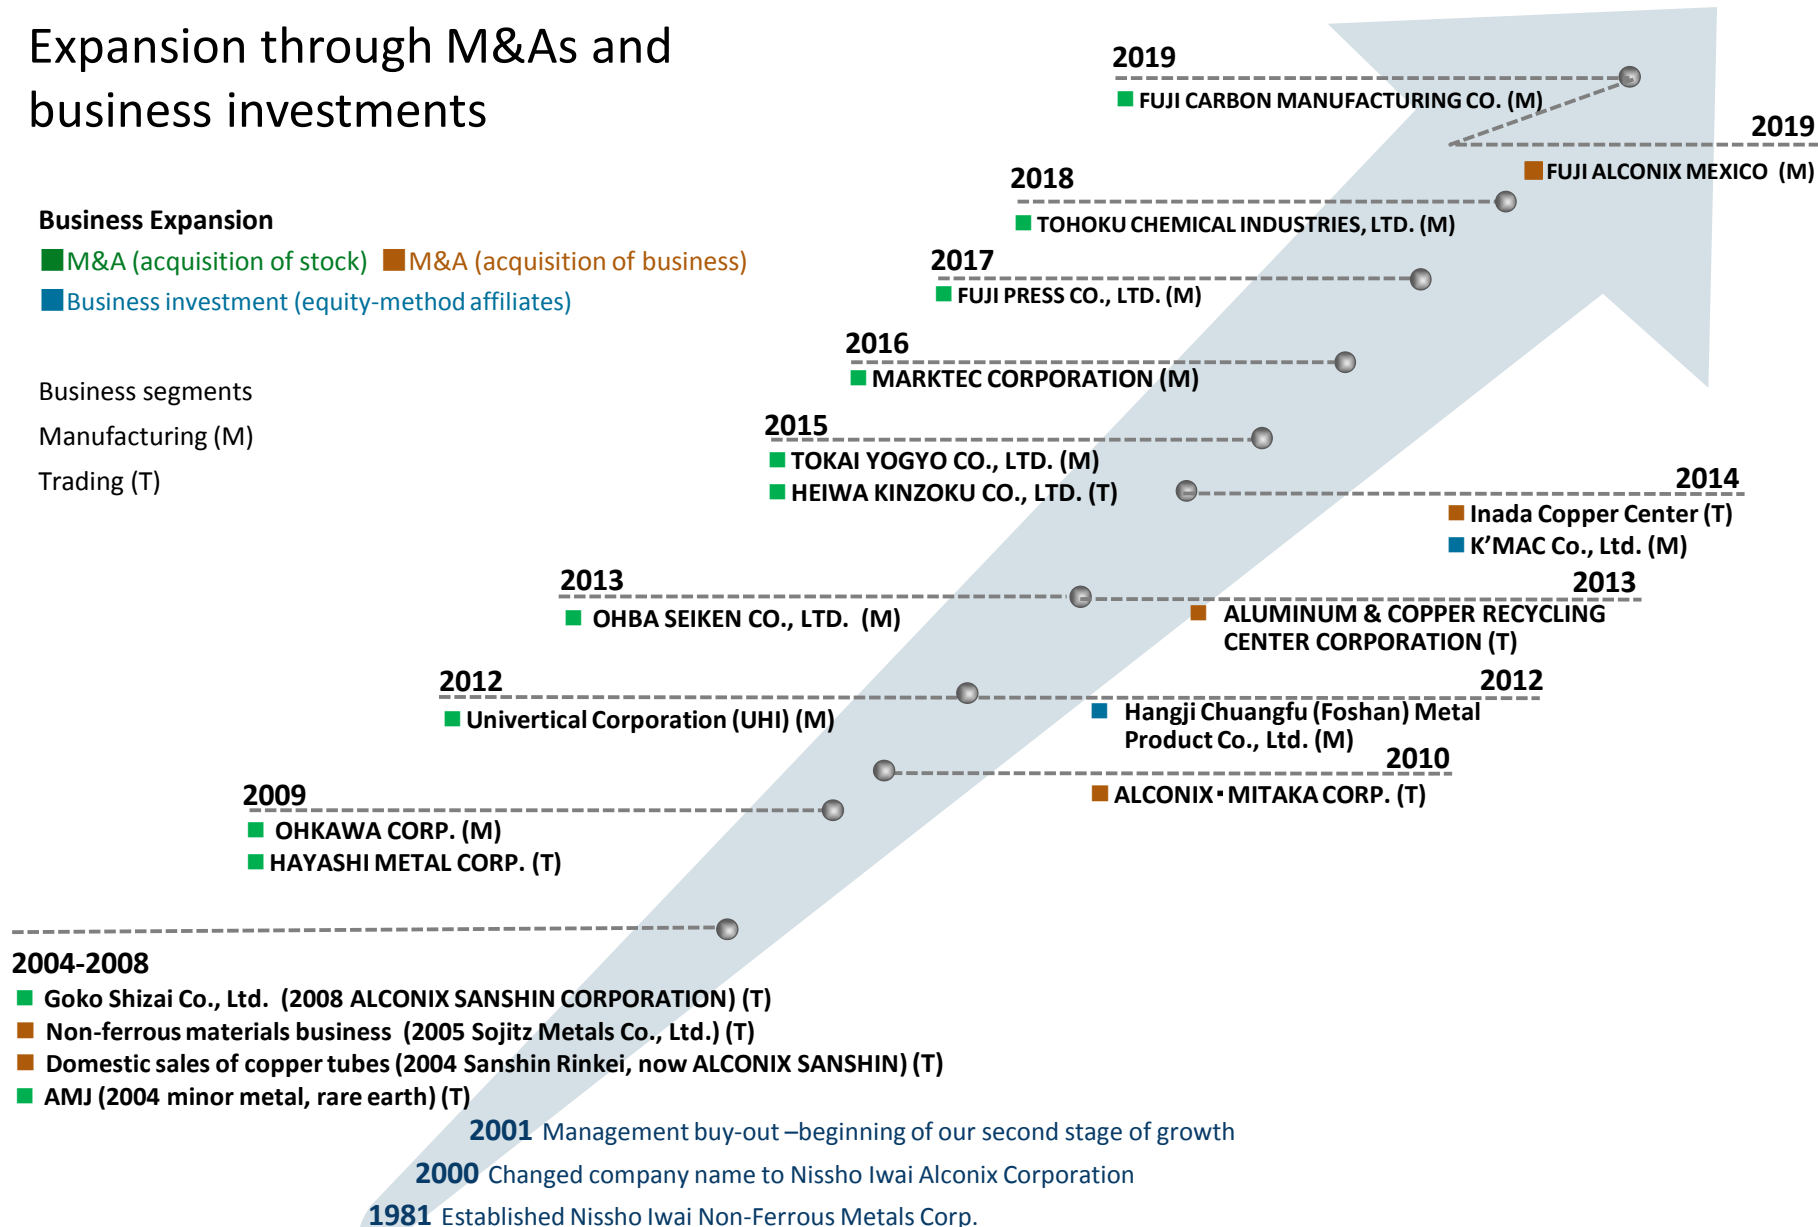 Expansion through M&As and
business investments
Business Expansion
M&A (acquisition of stock) M&A (acquisition of business)
Business investment (equity-method affiliates)
Business segments
Manufacturing (M)
Trading (T)
2019
FUJI CARBON MANUFACTURING CO. (M)
2019
FUJI ALCONIX MEXICO (M)
2018
TOHOKU CHEMICAL INDUSTRIES, LTD. (M)
2017
FUJI PRESS CO., LTD. (M)
2016
MARKTEC CORPORATION (M)
2015
TOKAI YOGYO CO., LTD. (M)
HEIWA KINZOKU CO., LTD. (T)
2014
Inada Copper Center (T)
K’MAC Co., Ltd. (M)
2013
OHBA SEIKEN CO., LTD. (M)
2013
ALUMINUM & COPPER RECYCLING
CENTER CORPORATION (T)
2012
Univertical Corporation (UHI) (M)
2012
Hangji Chuangfu (Foshan) Metal
Product Co., Ltd. (M)
2010
ALCONIX・MITAKA CORP. (T)
2009
OHKAWA CORP. (M)
HAYASHI METAL CORP. (T)
2004-2008
Goko Shizai Co., Ltd. (2008 ALCONIX SANSHIN CORPORATION) (T)
Non-ferrous materials business (2005 Sojitz Metals Co., Ltd.) (T)
Domestic sales of copper tubes (2004 Sanshin Rinkei, now ALCONIX SANSHIN) (T)
AMJ (2004 minor metal, rare earth) (T)
2001 Management buy-out –beginning of our second stage of growth
2000 Changed company name to Nissho Iwai Alconix Corporation
1981 Established Nissho Iwai Non-Ferrous Metals Corp.